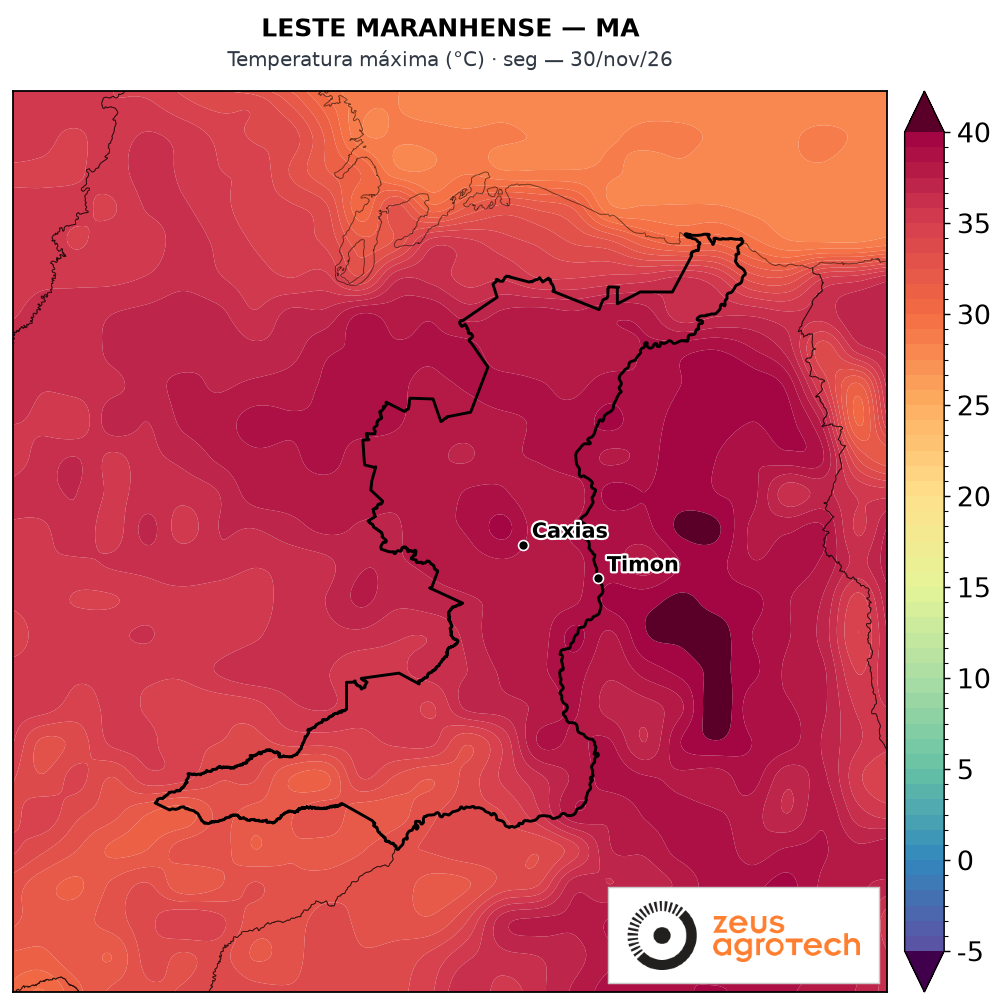 LESTE MARANHENSE — MA
Temperatura máxima (°C) · seg — 30/nov/26
40
35
30
25
20
15
10
5
0
-5
Caxias
Timon
zeus
agrotech